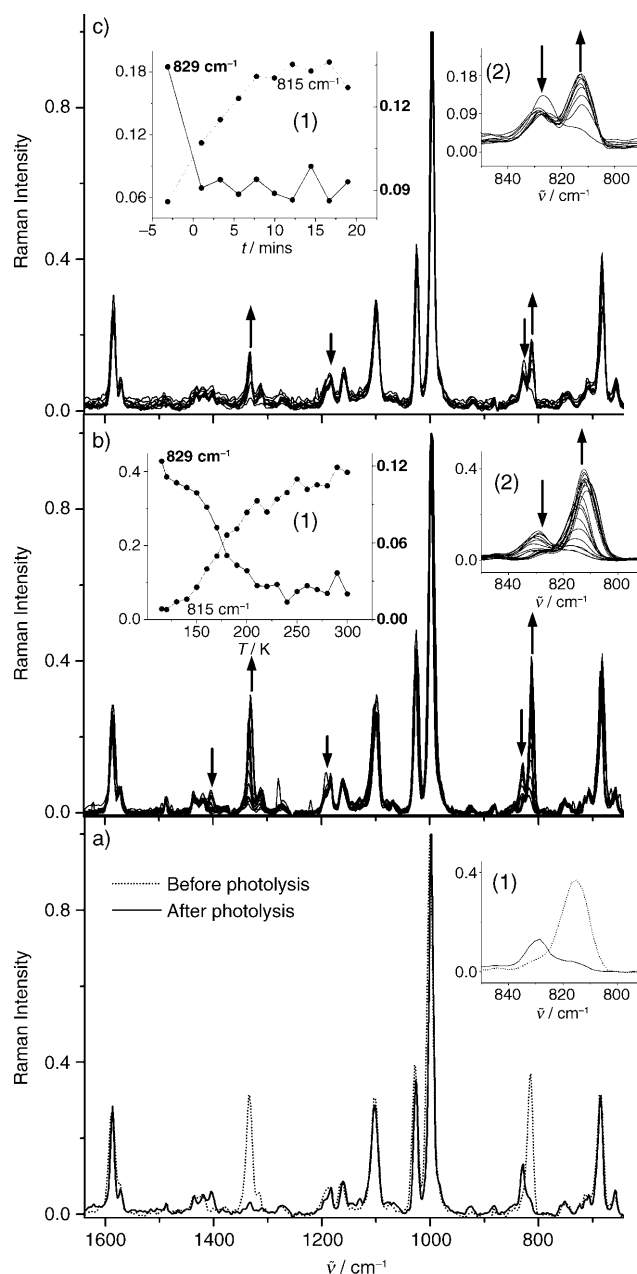 c)
829 cm⁻¹
0.18
0.12
0.06
815 cm⁻¹
(1)
0.12
0.09
−5 0 5 10 15 20
t / mins
(2)
0.18
0.09
0.00
840 820 800
ṽ / cm⁻¹
0.8
0.4
0.0
Raman Intensity
b)
829 cm⁻¹
0.4
0.2
0.0
(1)
0.12
0.06
0.00
815 cm⁻¹
150 200 250 300
T / K
(2)
0.4
0.0
840 820 800
ṽ / cm⁻¹
0.8
0.4
0.0
Raman Intensity
a)
Before photolysis
After photolysis
(1)
0.4
0.0
840 820 800
ṽ / cm⁻¹
0.8
0.4
0.0
Raman Intensity
1600 1400 1200 1000 800
ṽ / cm⁻¹